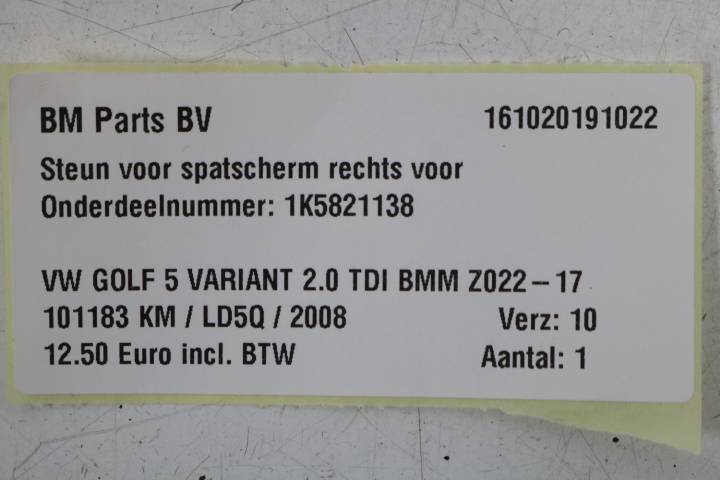 BM Parts BV 161020191022
Steun voor spatscherm rechts voor
Onderdeelnummer: 1K5821138
VW GOLF 5 VARIANT 2.0 TDI BMM Z022-17
101183 KM / LD5Q / 2008 Verz: 10
12.50 Euro incl. BTW Aantal: 1